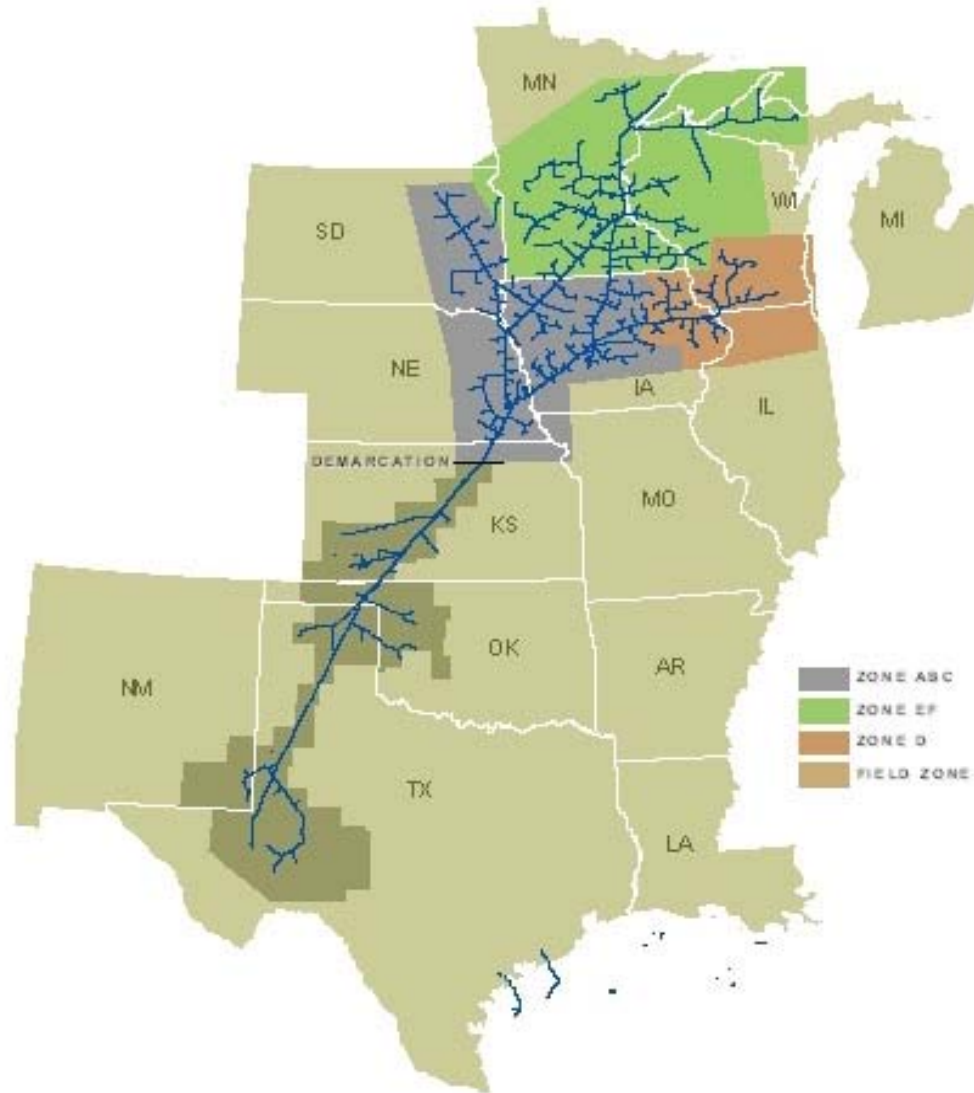 MN
SD
WI
MI
NE
IA
IL
DEMARCATION
KS
MO
NM
OK
AR
TX
LA
ZONE ABC
ZONE EF
ZONE D
FIELD ZONE